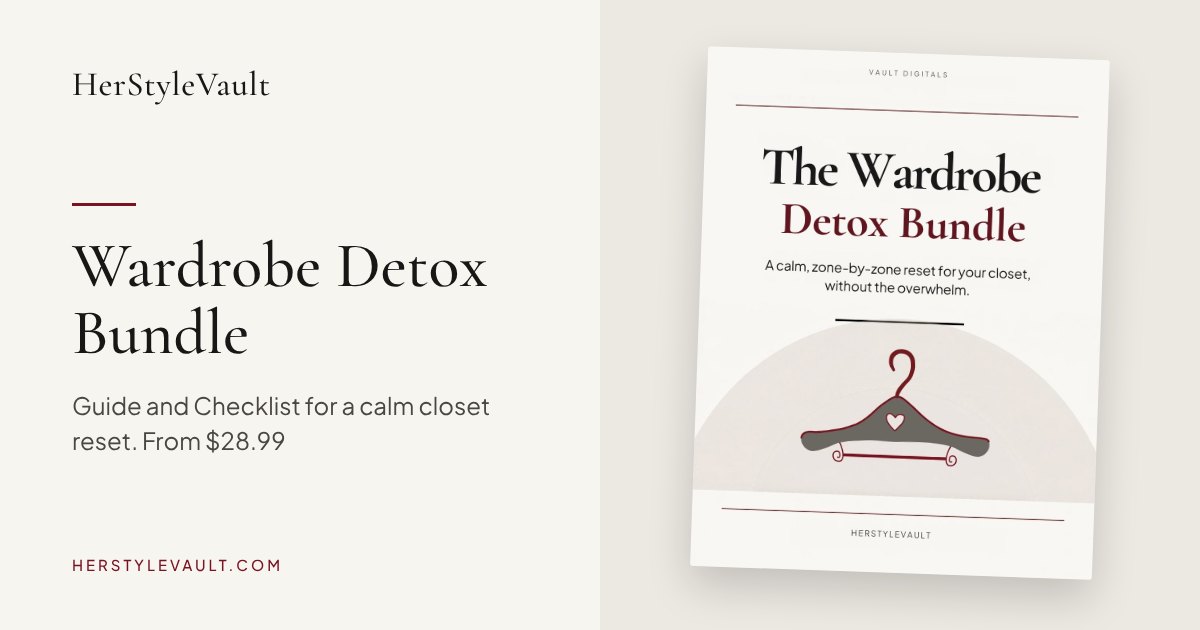 HerStyleVault
Wardrobe Detox
Bundle
Guide and Checklist for a calm closet
reset. From $28.99
HERSTYLEVAULT.COM
VAULT DIGITALS
The Wardrobe
Detox Bundle
A calm, zone-by-zone reset for your closet,
without the overwhelm.
HERSTYLEVAULT